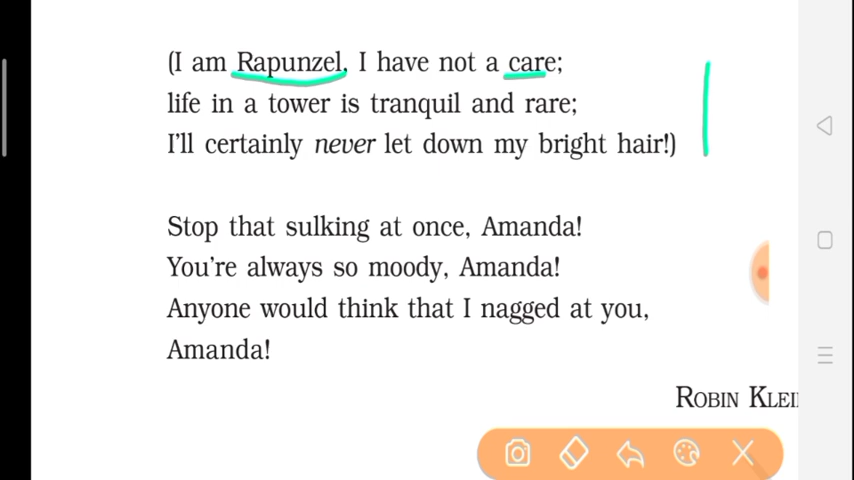 (I am Rapunzel, I have not a care;
life in a tower is tranquil and rare;
I'll certainly never let down my bright hair!)
Stop that sulking at once, Amanda!
You're always so moody, Amanda!
Anyone would think that I nagged at you,
Amanda!
ROBIN